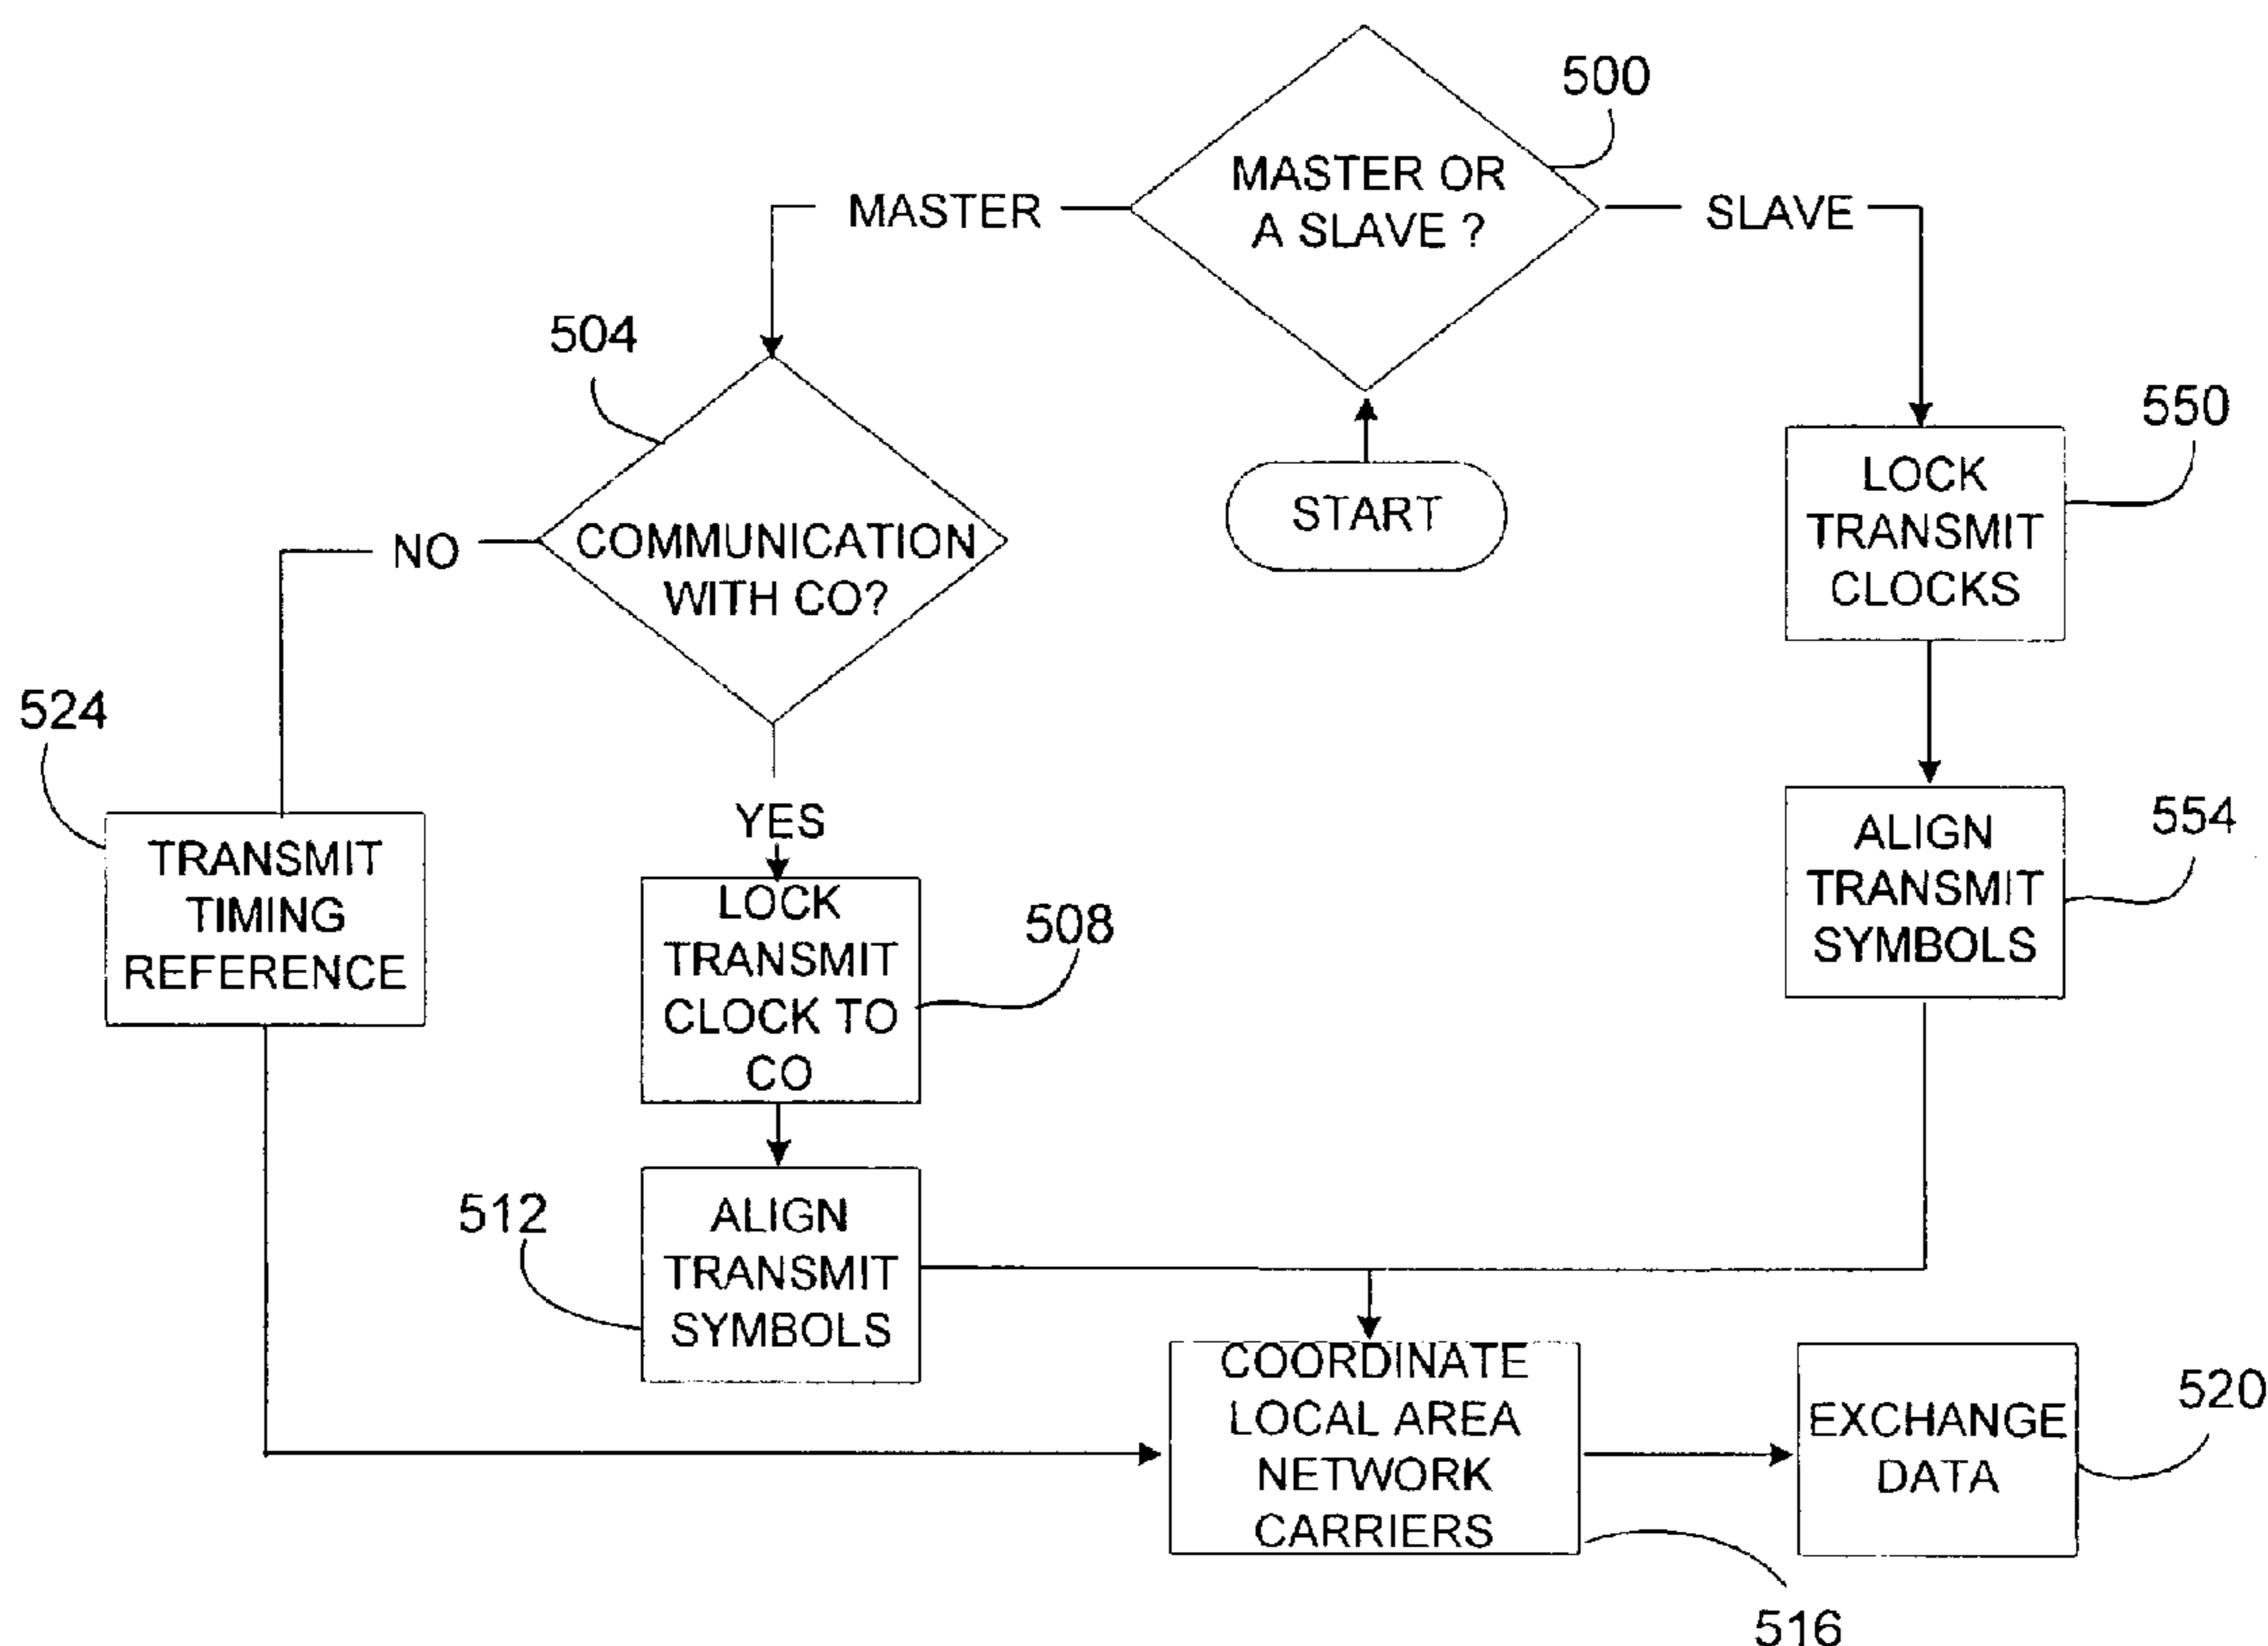 500
MASTER OR
A SLAVE ?
MASTER
SLAVE
504
START
550
LOCK
TRANSMIT
CLOCKS
COMMUNICATION
WITH CO?
NO
YES
524
TRANSMIT
TIMING
REFERENCE
LOCK
TRANSMIT
CLOCK TO
CO
508
554
ALIGN
TRANSMIT
SYMBOLS
512
ALIGN
TRANSMIT
SYMBOLS
COORDINATE
LOCAL AREA
NETWORK
CARRIERS
516
EXCHANGE
DATA
520